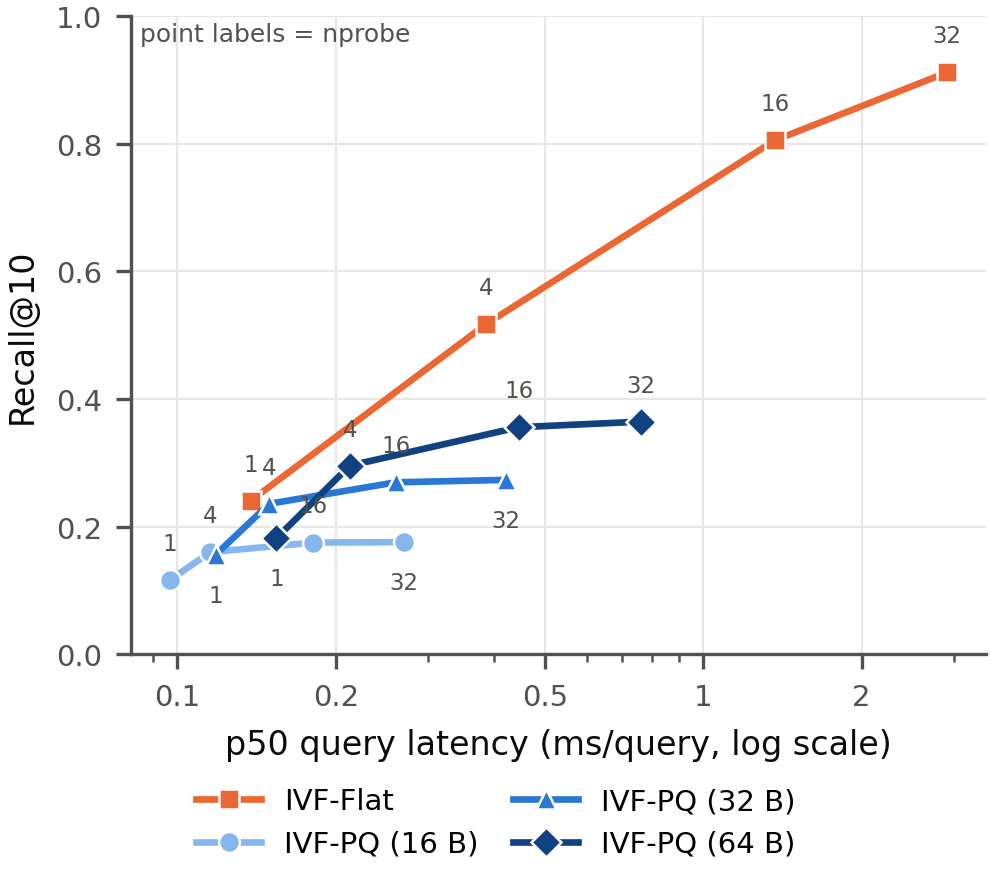 1.0
point labels = nprobe
32
16
0.8
0.6
4
Recall@10
0.4
16
32
4
16
1 4
16
32
0.2
4
1
1
32
1
0.0
0.1 0.2 0.5 1 2
p50 query latency (ms/query, log scale)
IVF-Flat
IVF-PQ (32 B)
IVF-PQ (16 B)
IVF-PQ (64 B)